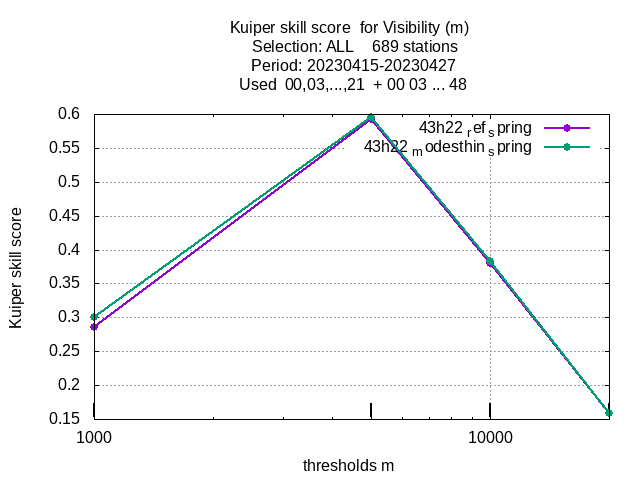 Kuiper skill score  for Visibility (m)
Selection: ALL    689 stations
Period: 20230415-20230427
Used  00,03,...,21  + 00 03 ... 48
0.6
0.55
0.5
0.45
0.4
0.35
0.3
0.25
0.2
0.15
Kuiper skill score
43h22 ref spring
43h22 modesthin spring
1000
10000
thresholds m